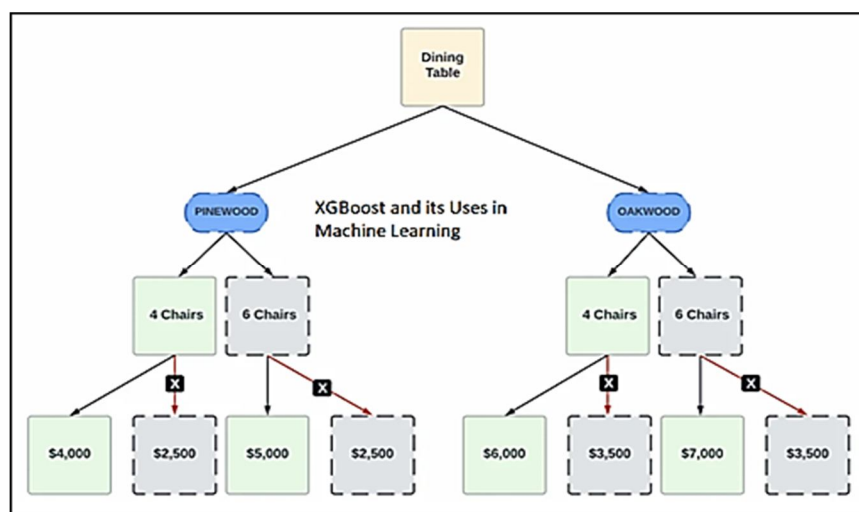 Dining
Table
PINEWOOD
XGBoost and its Uses in
Machine Learning
OAKWOOD
4 Chairs
6 Chairs
4 Chairs
6 Chairs
X
X
X
X
$4,000
$2,500
$5,000
$2,500
$6,000
$3,500
$7,000
$3,500